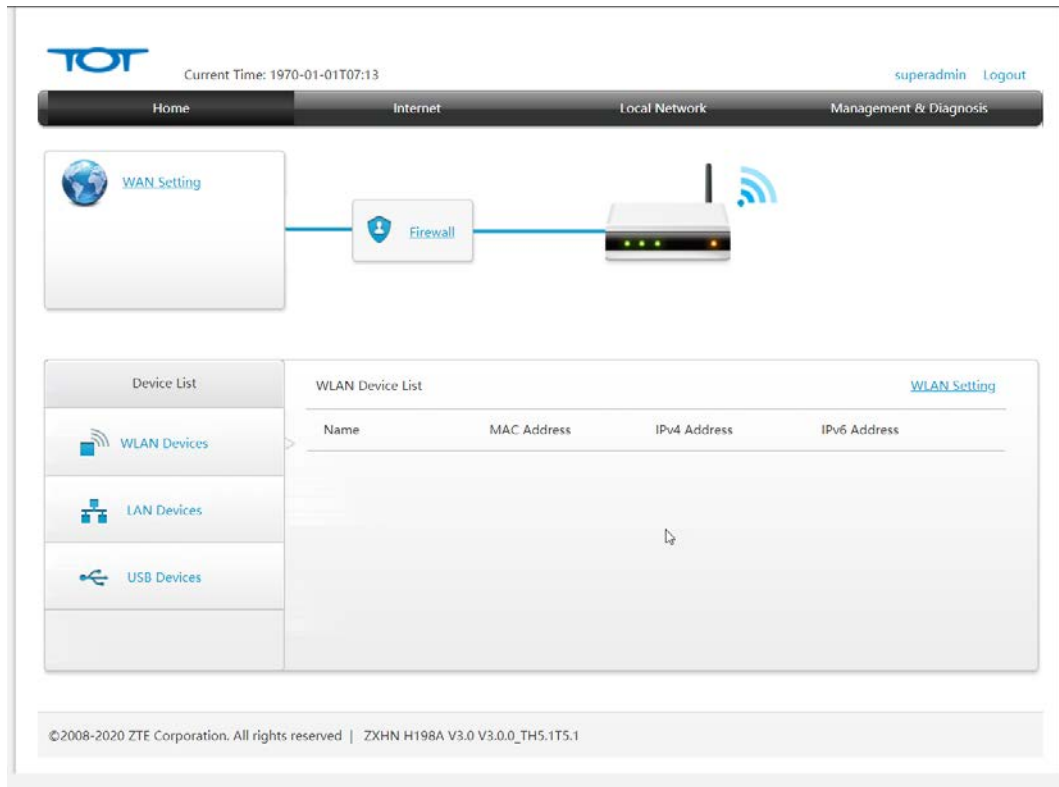 TOT
Current Time: 1970-01-01T07:13
superadmin Logout
Home Internet Local Network Management & Diagnosis
WAN Setting
Firewall
Device List
WLAN Device List WLAN Setting
Name MAC Address IPv4 Address IPv6 Address
WLAN Devices
LAN Devices
USB Devices
©2008-2020 ZTE Corporation. All rights reserved | ZXHN H198A V3.0 V3.0.0_TH5.1T5.1